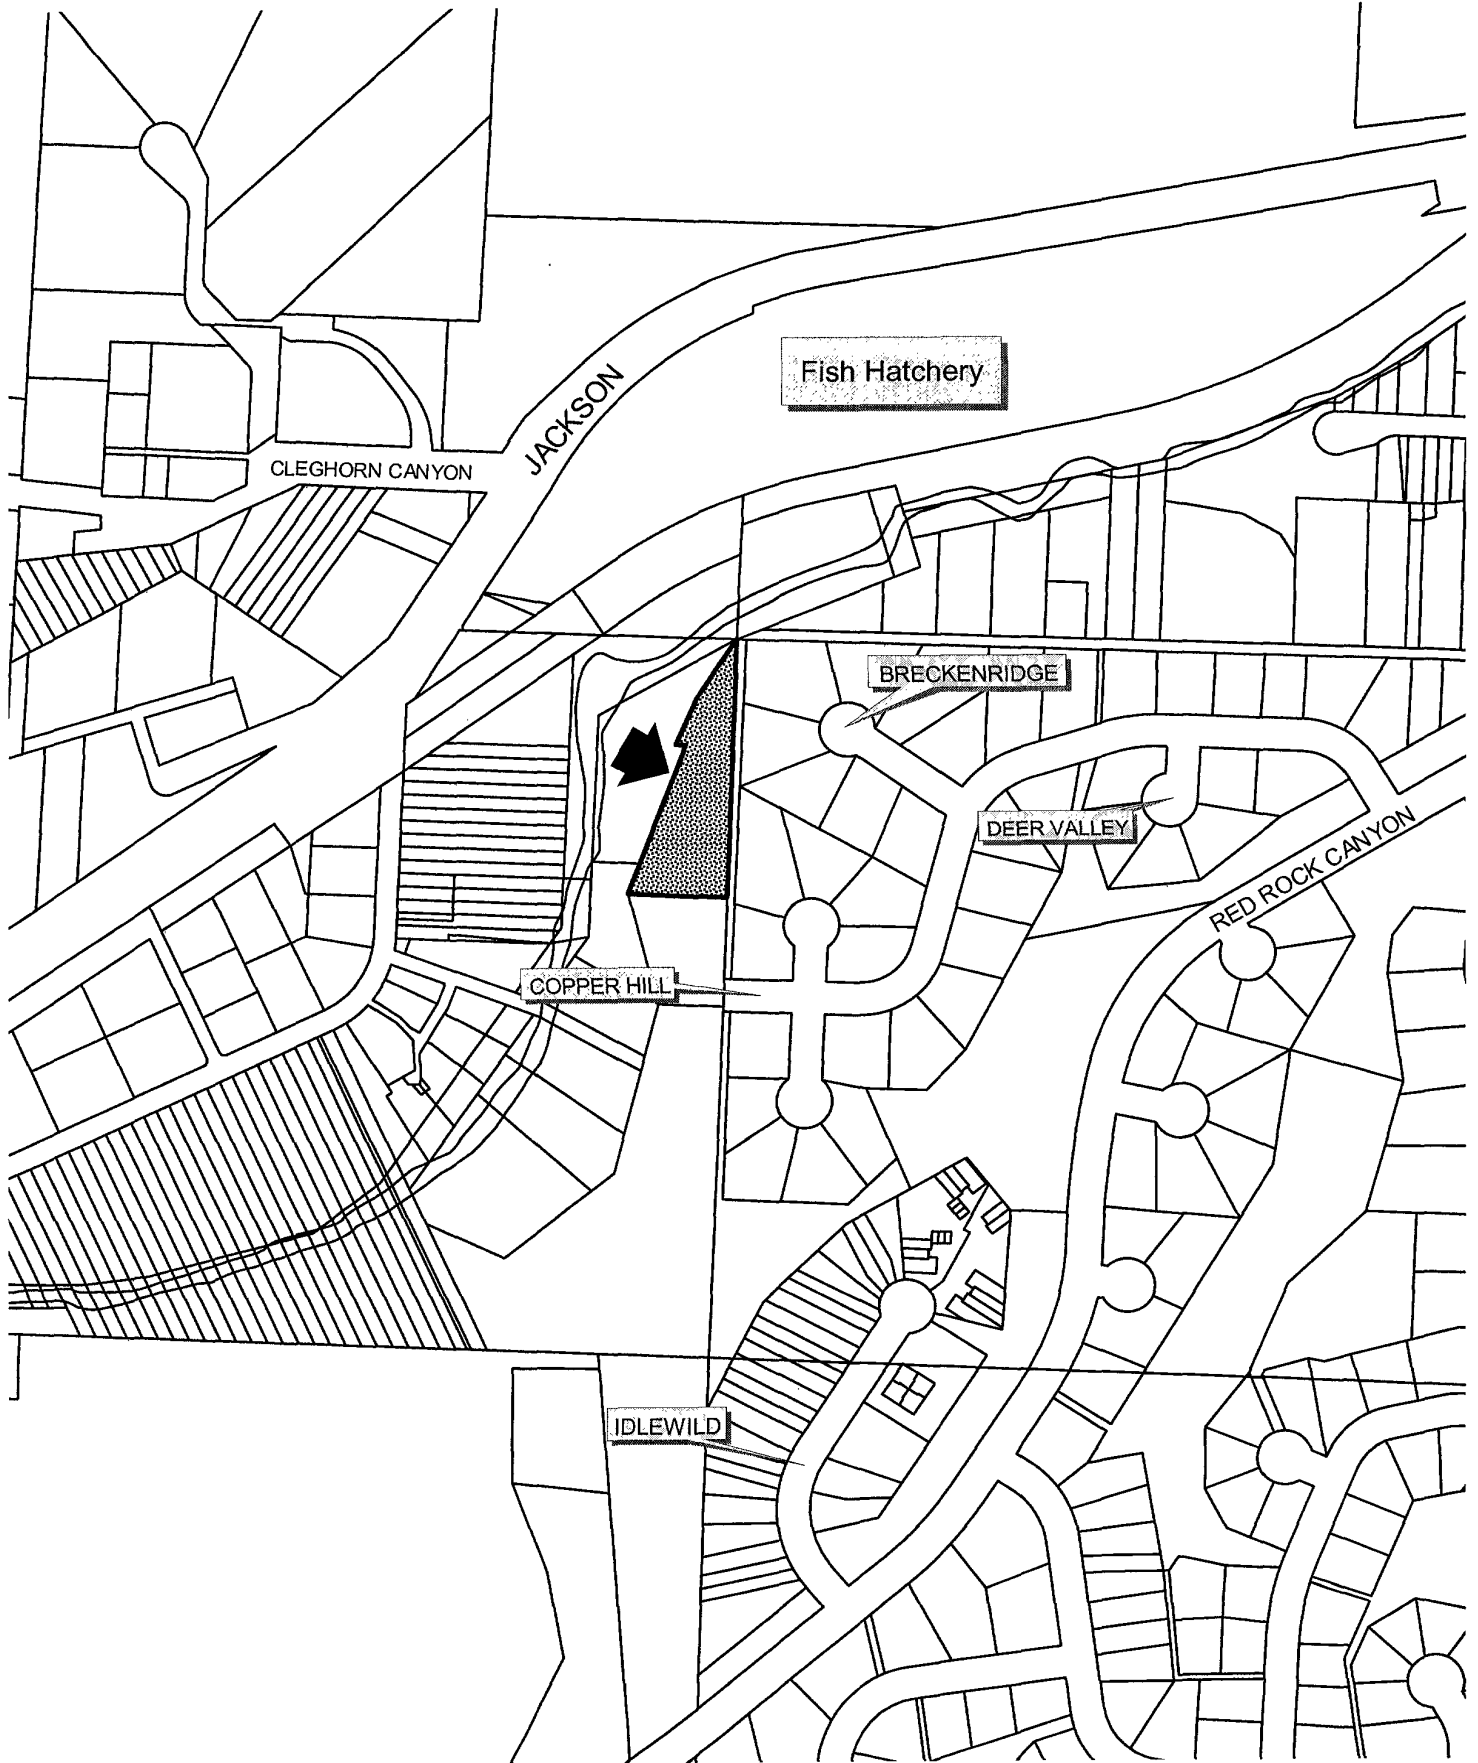 Fish Hatchery
JACKSON
CLEGHORN CANYON
BRECKENRIDGE
DEER VALLEY
RED ROCK CANYON
COPPER HILL
IDLEWILD